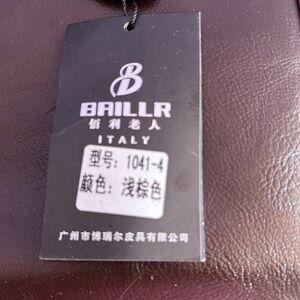 BAILLR
佰利老人
ITALY
型号: 1041-4
颜色: 浅棕色
广州市博瑞尔皮具有限公司